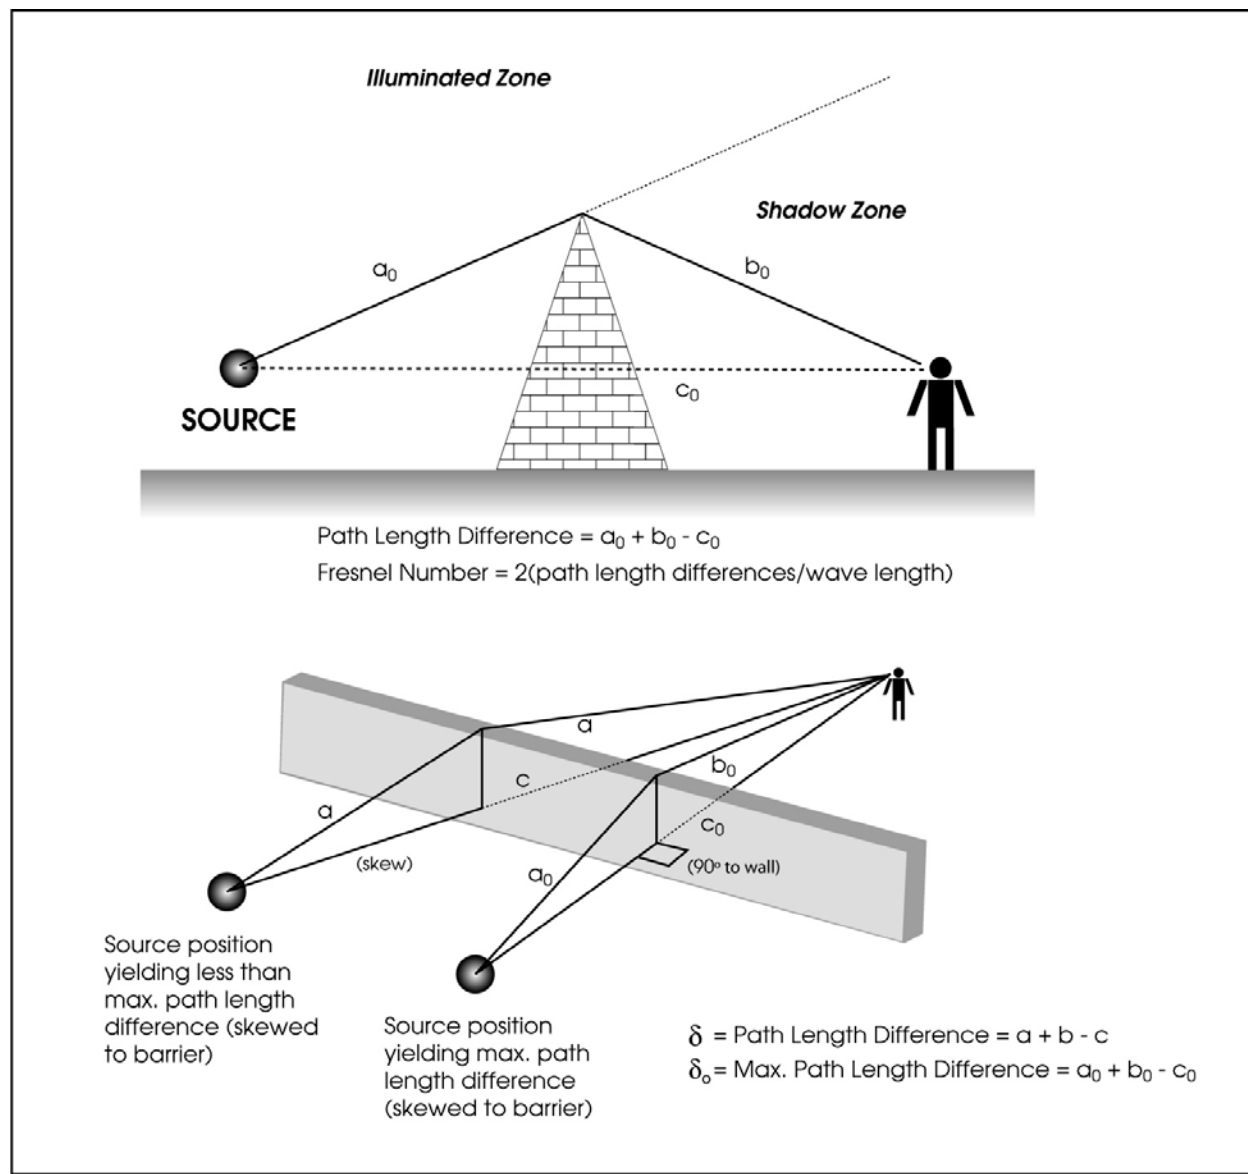 Illuminated Zone
Shadow Zone
a₀
b₀
c₀
SOURCE
Path Length Difference = a₀ + b₀ - c₀
Fresnel Number = 2(path length differences/wave length)
a
b₀
c
a
c₀
(skew)
a₀
(90º to wall)
Source position
yielding less than
max. path length
difference (skewed
to barrier)
Source position
yielding max. path
length difference
(skewed to barrier)
δ = Path Length Difference = a + b - c
δₒ = Max. Path Length Difference = a₀ + b₀ - c₀